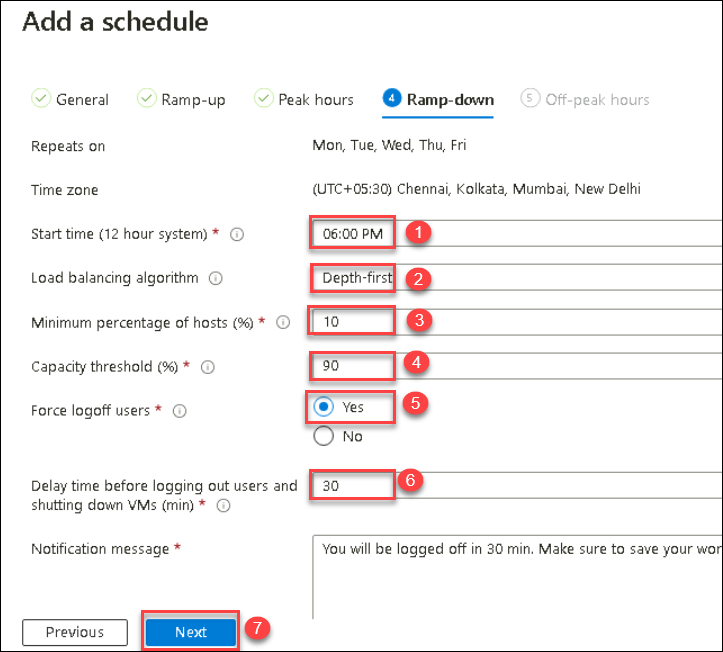 Add a schedule
General Ramp-up Peak hours 4 Ramp-down 5 Off-peak hours
Repeats on Mon, Tue, Wed, Thu, Fri
Time zone (UTC+05:30) Chennai, Kolkata, Mumbai, New Delhi
Start time (12 hour system) * 06:00 PM 1
Load balancing algorithm Depth-first 2
Minimum percentage of hosts (%) * 10 3
Capacity threshold (%) * 90 4
Force logoff users * Yes 5
No
Delay time before logging out users and 30 6
shutting down VMs (min) *
Notification message * You will be logged off in 30 min. Make sure to save your wor
Previous Next 7